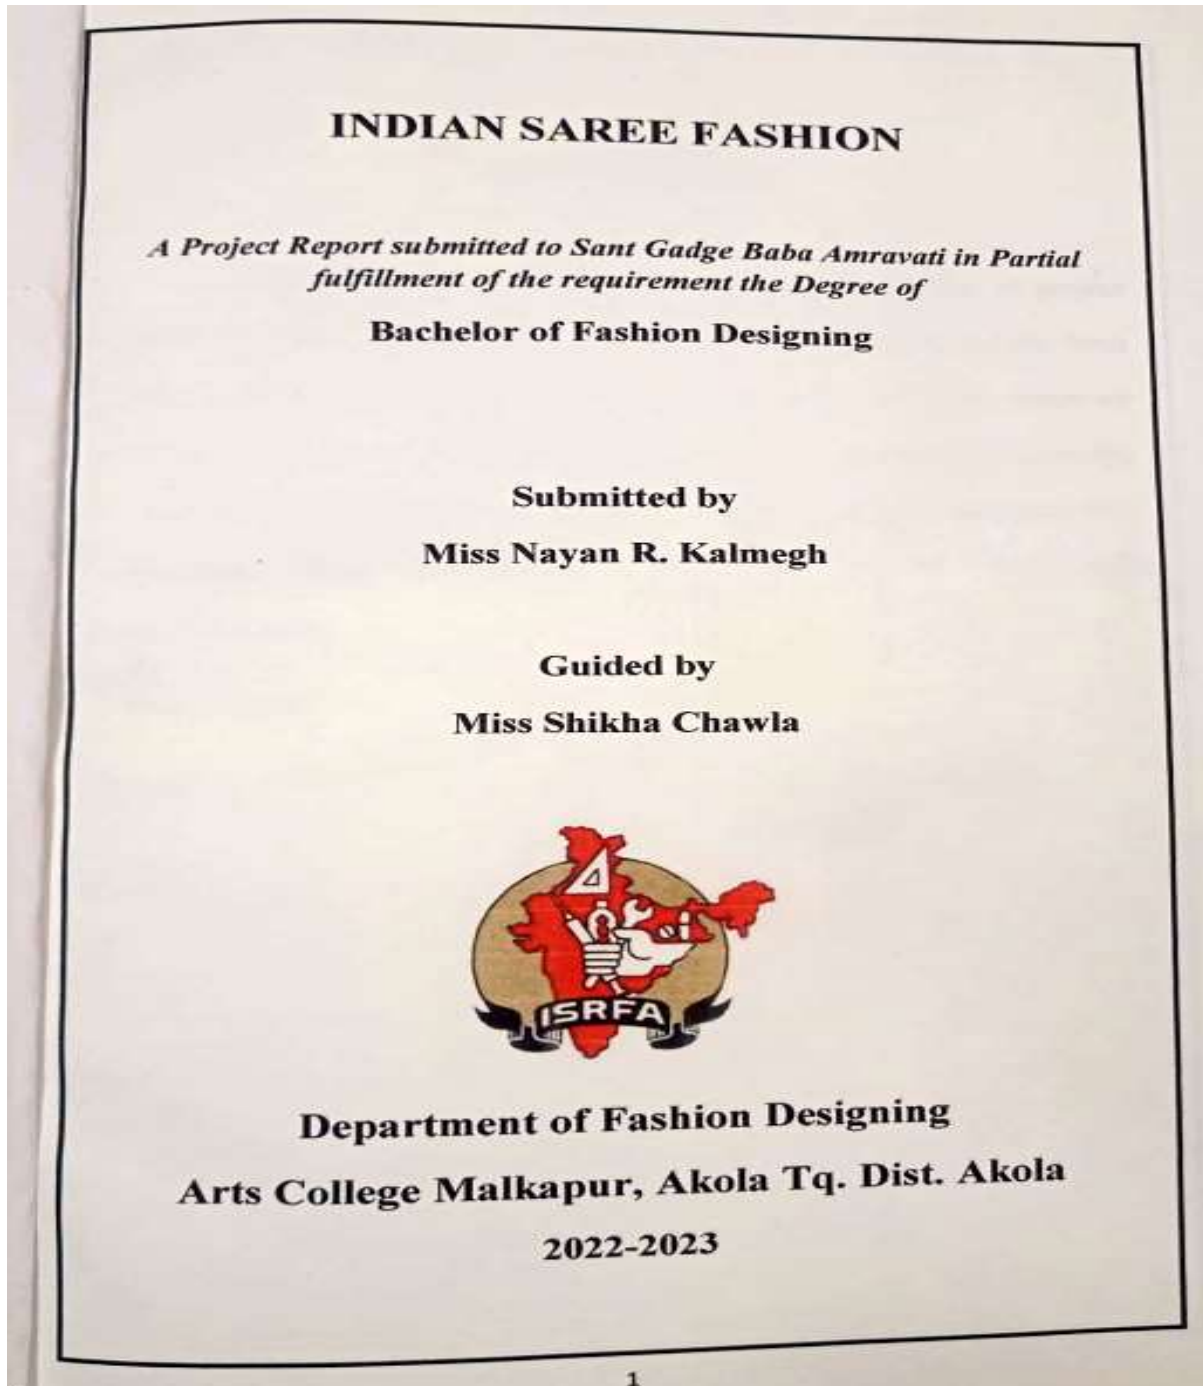 INDIAN SAREE FASHION
A Project Report submitted to Sant Gadge Baba Amravati in Partial
fulfillment of the requirement the Degree of
Bachelor of Fashion Designing
Submitted by
Miss Nayan R. Kalmegh
Guided by
Miss Shikha Chawla
ISRFA
Department of Fashion Designing
Arts College Malkapur, Akola Tq. Dist. Akola
2022-2023
1